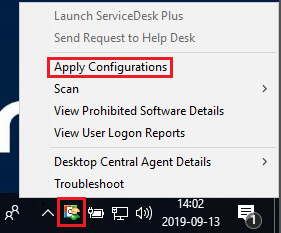 Launch ServiceDesk Plus
Send Request to Help Desk
Apply Configurations
Scan
View Prohibited Software Details
View User Logon Reports
Desktop Central Agent Details
Troubleshoot
14:02
2019-09-13
1